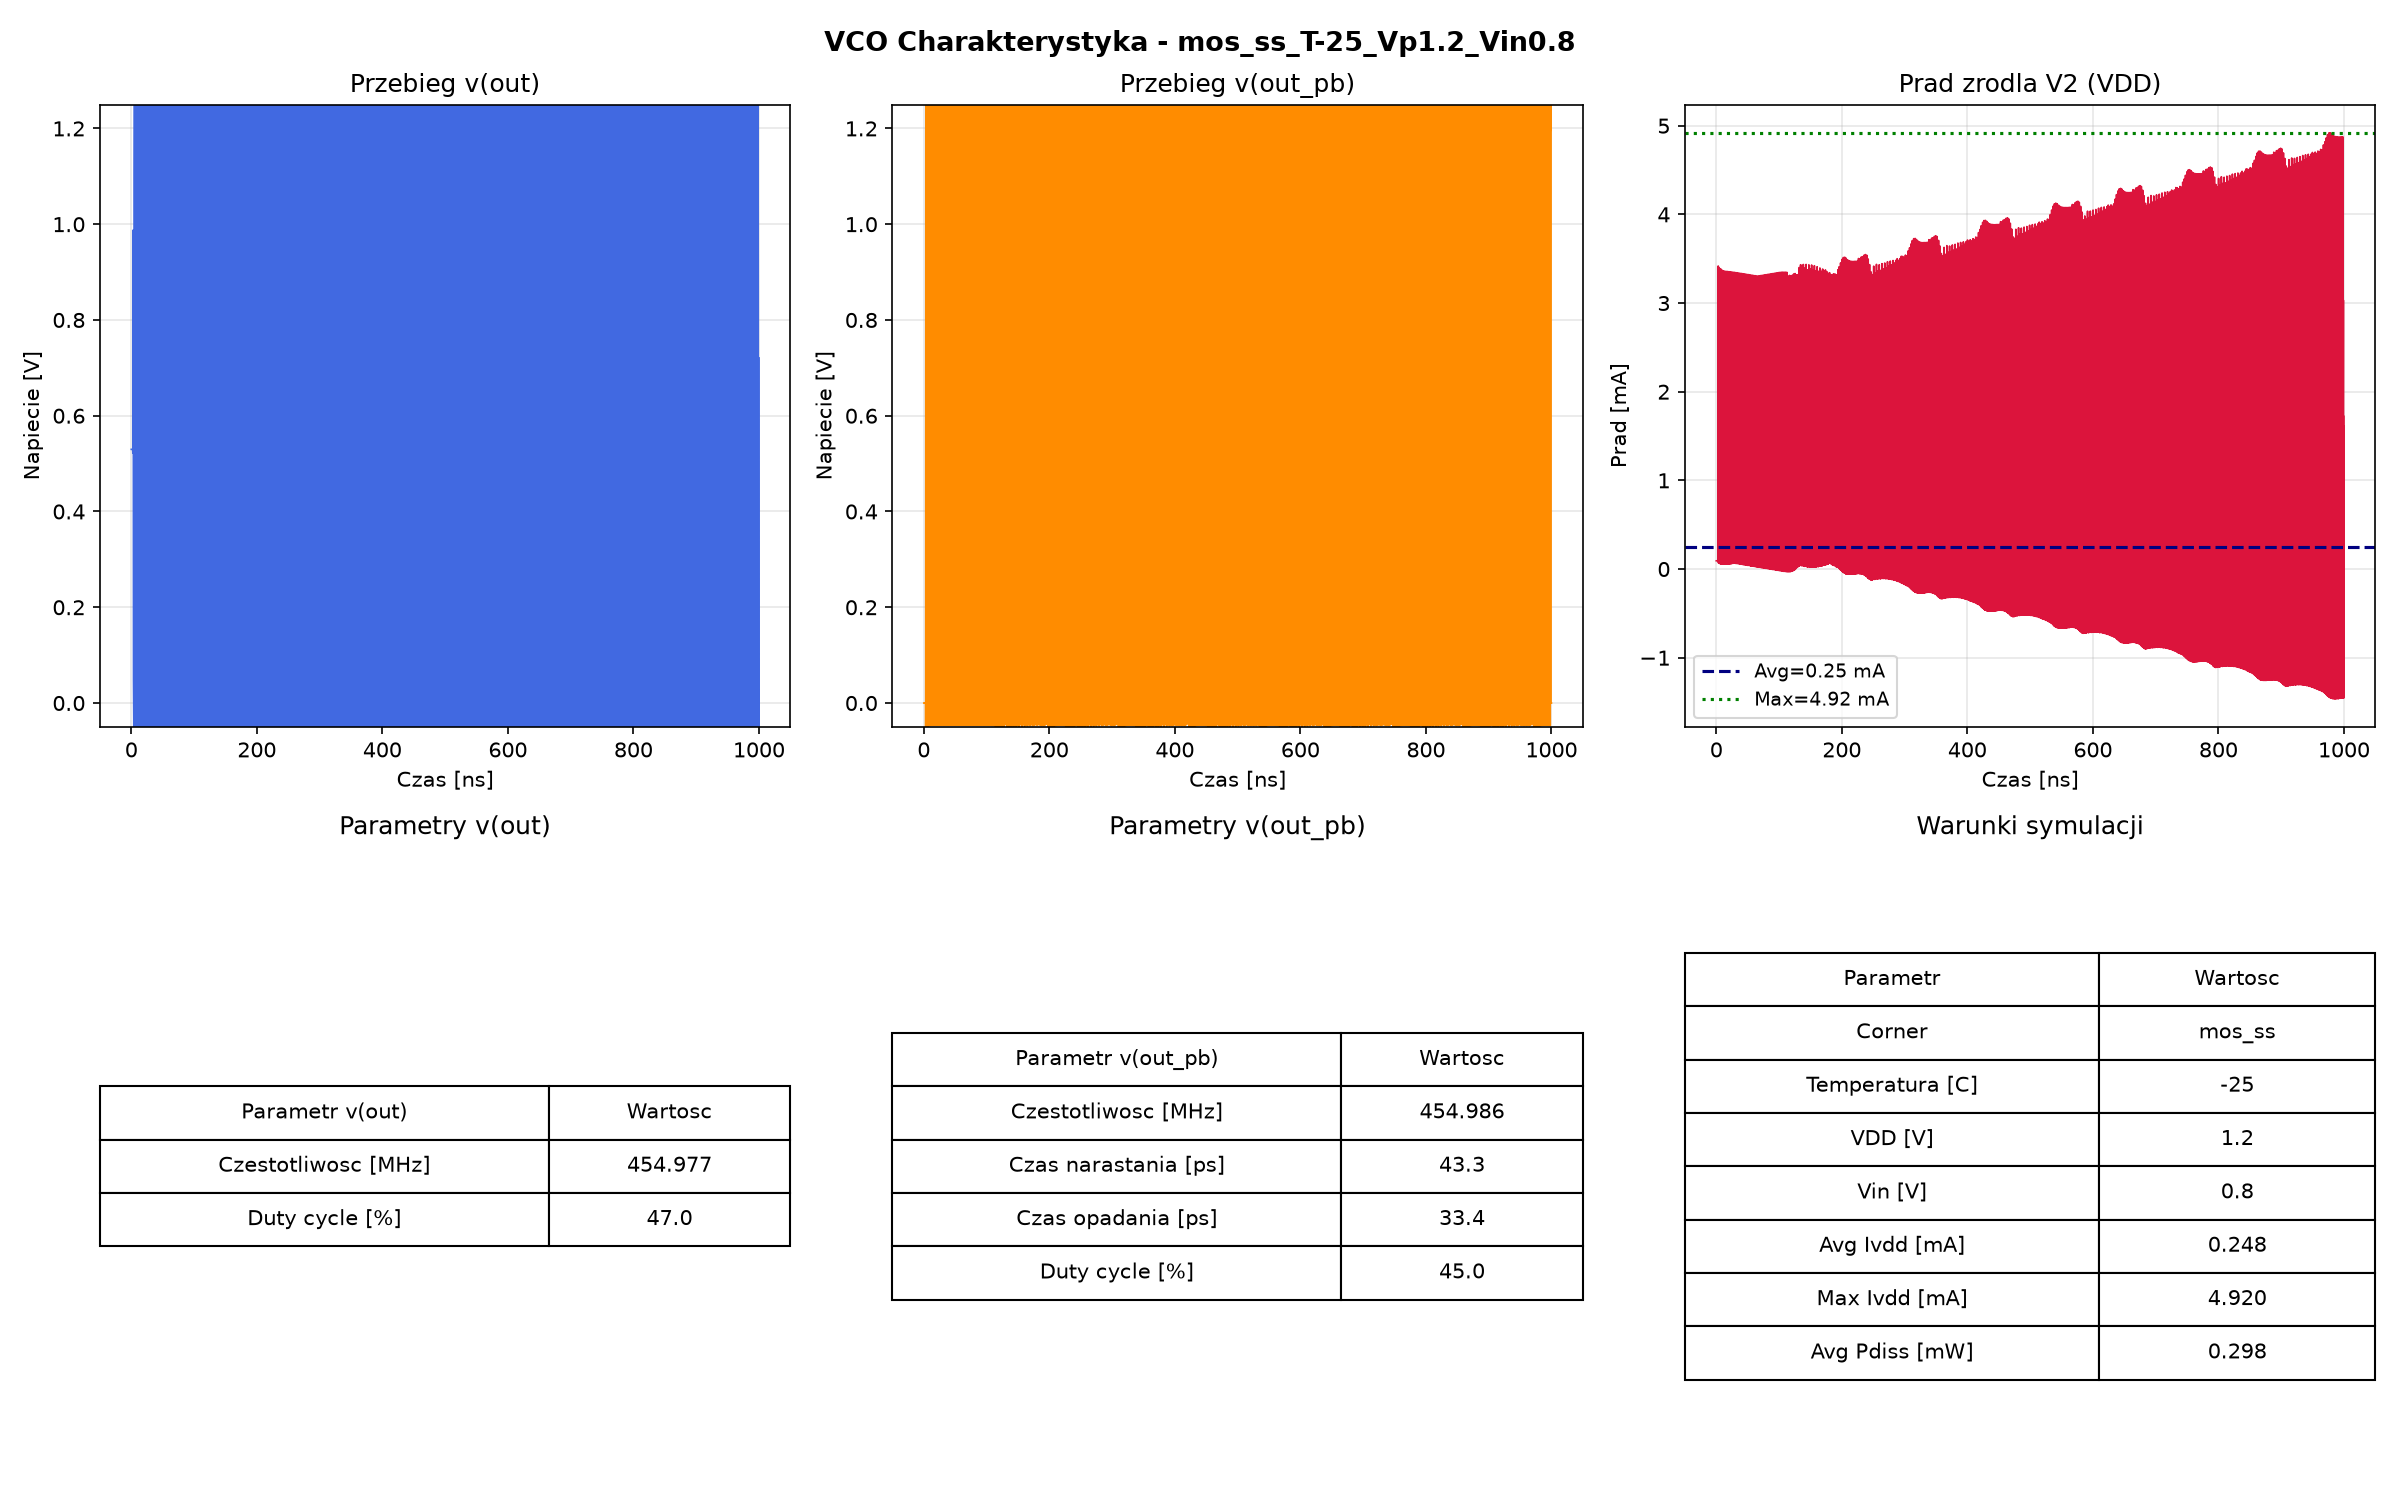 VCO Charakterystyka - mos_ss_T-25_Vp1.2_Vin0.8
Przebieg v(out)
Napiecie [V]
1.2
1.0
0.8
0.6
0.4
0.2
0.0
0 200 400 600 800 1000
Czas [ns]
Przebieg v(out_pb)
Napiecie [V]
1.2
1.0
0.8
0.6
0.4
0.2
0.0
0 200 400 600 800 1000
Czas [ns]
Prad zrodla V2 (VDD)
Prad [mA]
5
4
3
2
1
0
−1
Avg=0.25 mA
Max=4.92 mA
0 200 400 600 800 1000
Czas [ns]
Parametry v(out)
Parametr v(out) Wartosc
Czestotliwosc [MHz] 454.977
Duty cycle [%] 47.0
Parametry v(out_pb)
Parametr v(out_pb) Wartosc
Czestotliwosc [MHz] 454.986
Czas narastania [ps] 43.3
Czas opadania [ps] 33.4
Duty cycle [%] 45.0
Warunki symulacji
Parametr Wartosc
Corner mos_ss
Temperatura [C] -25
VDD [V] 1.2
Vin [V] 0.8
Avg Ivdd [mA] 0.248
Max Ivdd [mA] 4.920
Avg Pdiss [mW] 0.298